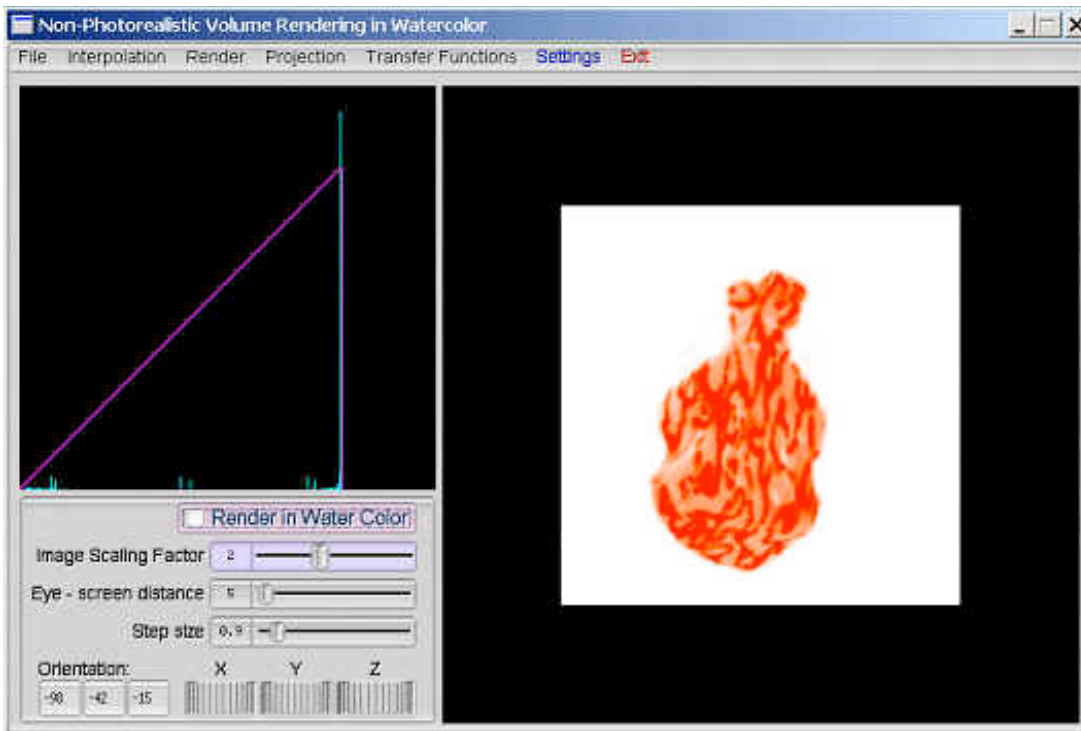 Non-Photorealistic Volume Rendering in Watercolor
File Interpolation Render Projection Transfer Functions Settings Exit
Render in Water Color
Image Scaling Factor 2
Eye - screen distance 5
Step size 0.9
Orientation: X Y Z
-90 -42 -15